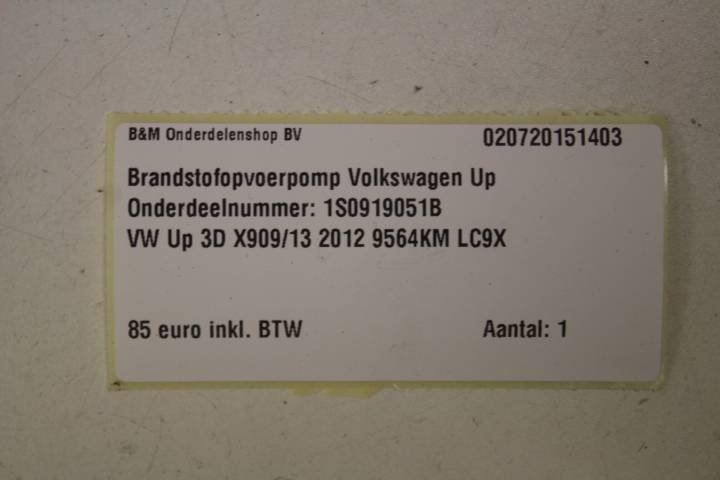 B&M Onderdelenshop BV 020720151403
Brandstofopvoerpomp Volkswagen Up
Onderdeelnummer: 1S0919051B
VW Up 3D X909/13 2012 9564KM LC9X
85 euro inkl. BTW Aantal: 1